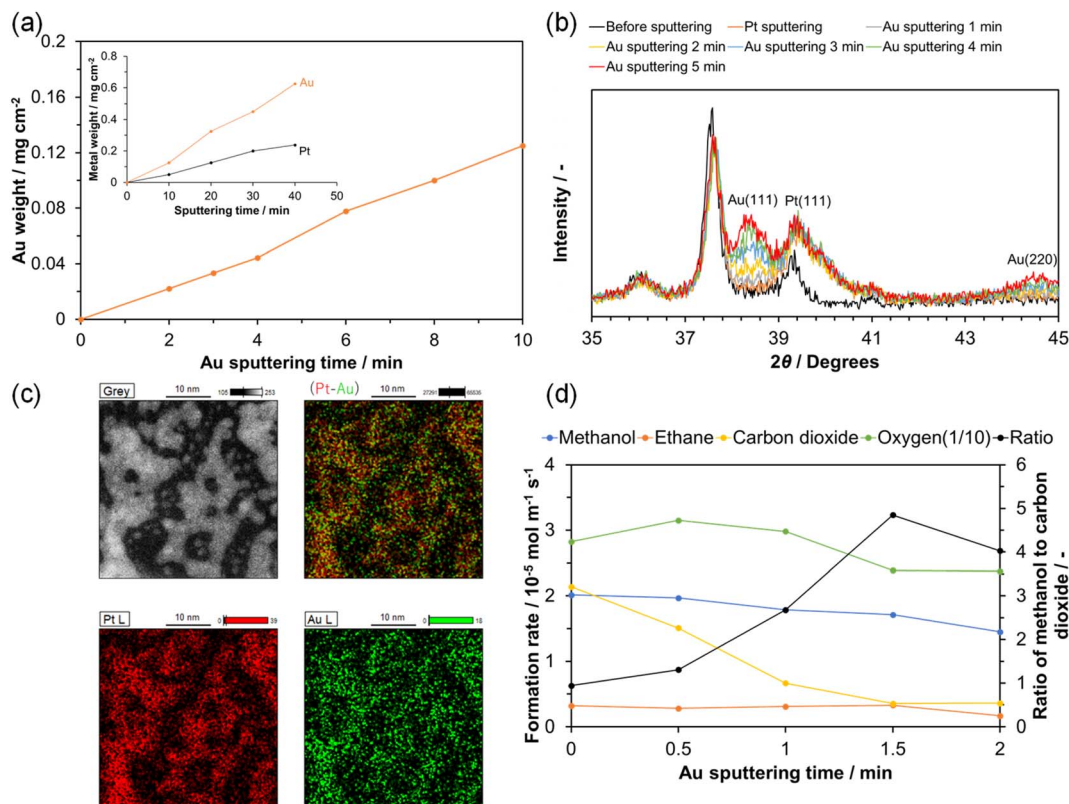 (a)
0.2
0.16
0.12
0.08
0.04
0
Au weight / mg cm-2
0 2 4 6 8 10
Au sputtering time / min
0.8
0.6
0.4
0.2
0
Metal weight / mg cm-2
Au
Pt
0 10 20 30 40 50
Sputtering time / min
(b)
Before sputtering Pt sputtering Au sputtering 1 min
Au sputtering 2 min Au sputtering 3 min Au sputtering 4 min
Au sputtering 5 min
Intensity / -
Au(111) Pt(111)
Au(220)
35 37 39 41 43 45
2θ / Degrees
(c)
Grey 10 nm 105 253
(Pt-Au) 10 nm
Pt L 10 nm 0 39
Au L 10 nm 0 18
(d)
Methanol Ethane Carbon dioxide Oxygen(1/10) Ratio
4
3
2
1
0
Formation rate / 10-5 mol m-1 s-1
6
5
4
3
2
1
0
Ratio of methanol to carbon
dioxide / -
0 0.5 1 1.5 2
Au sputtering time / min